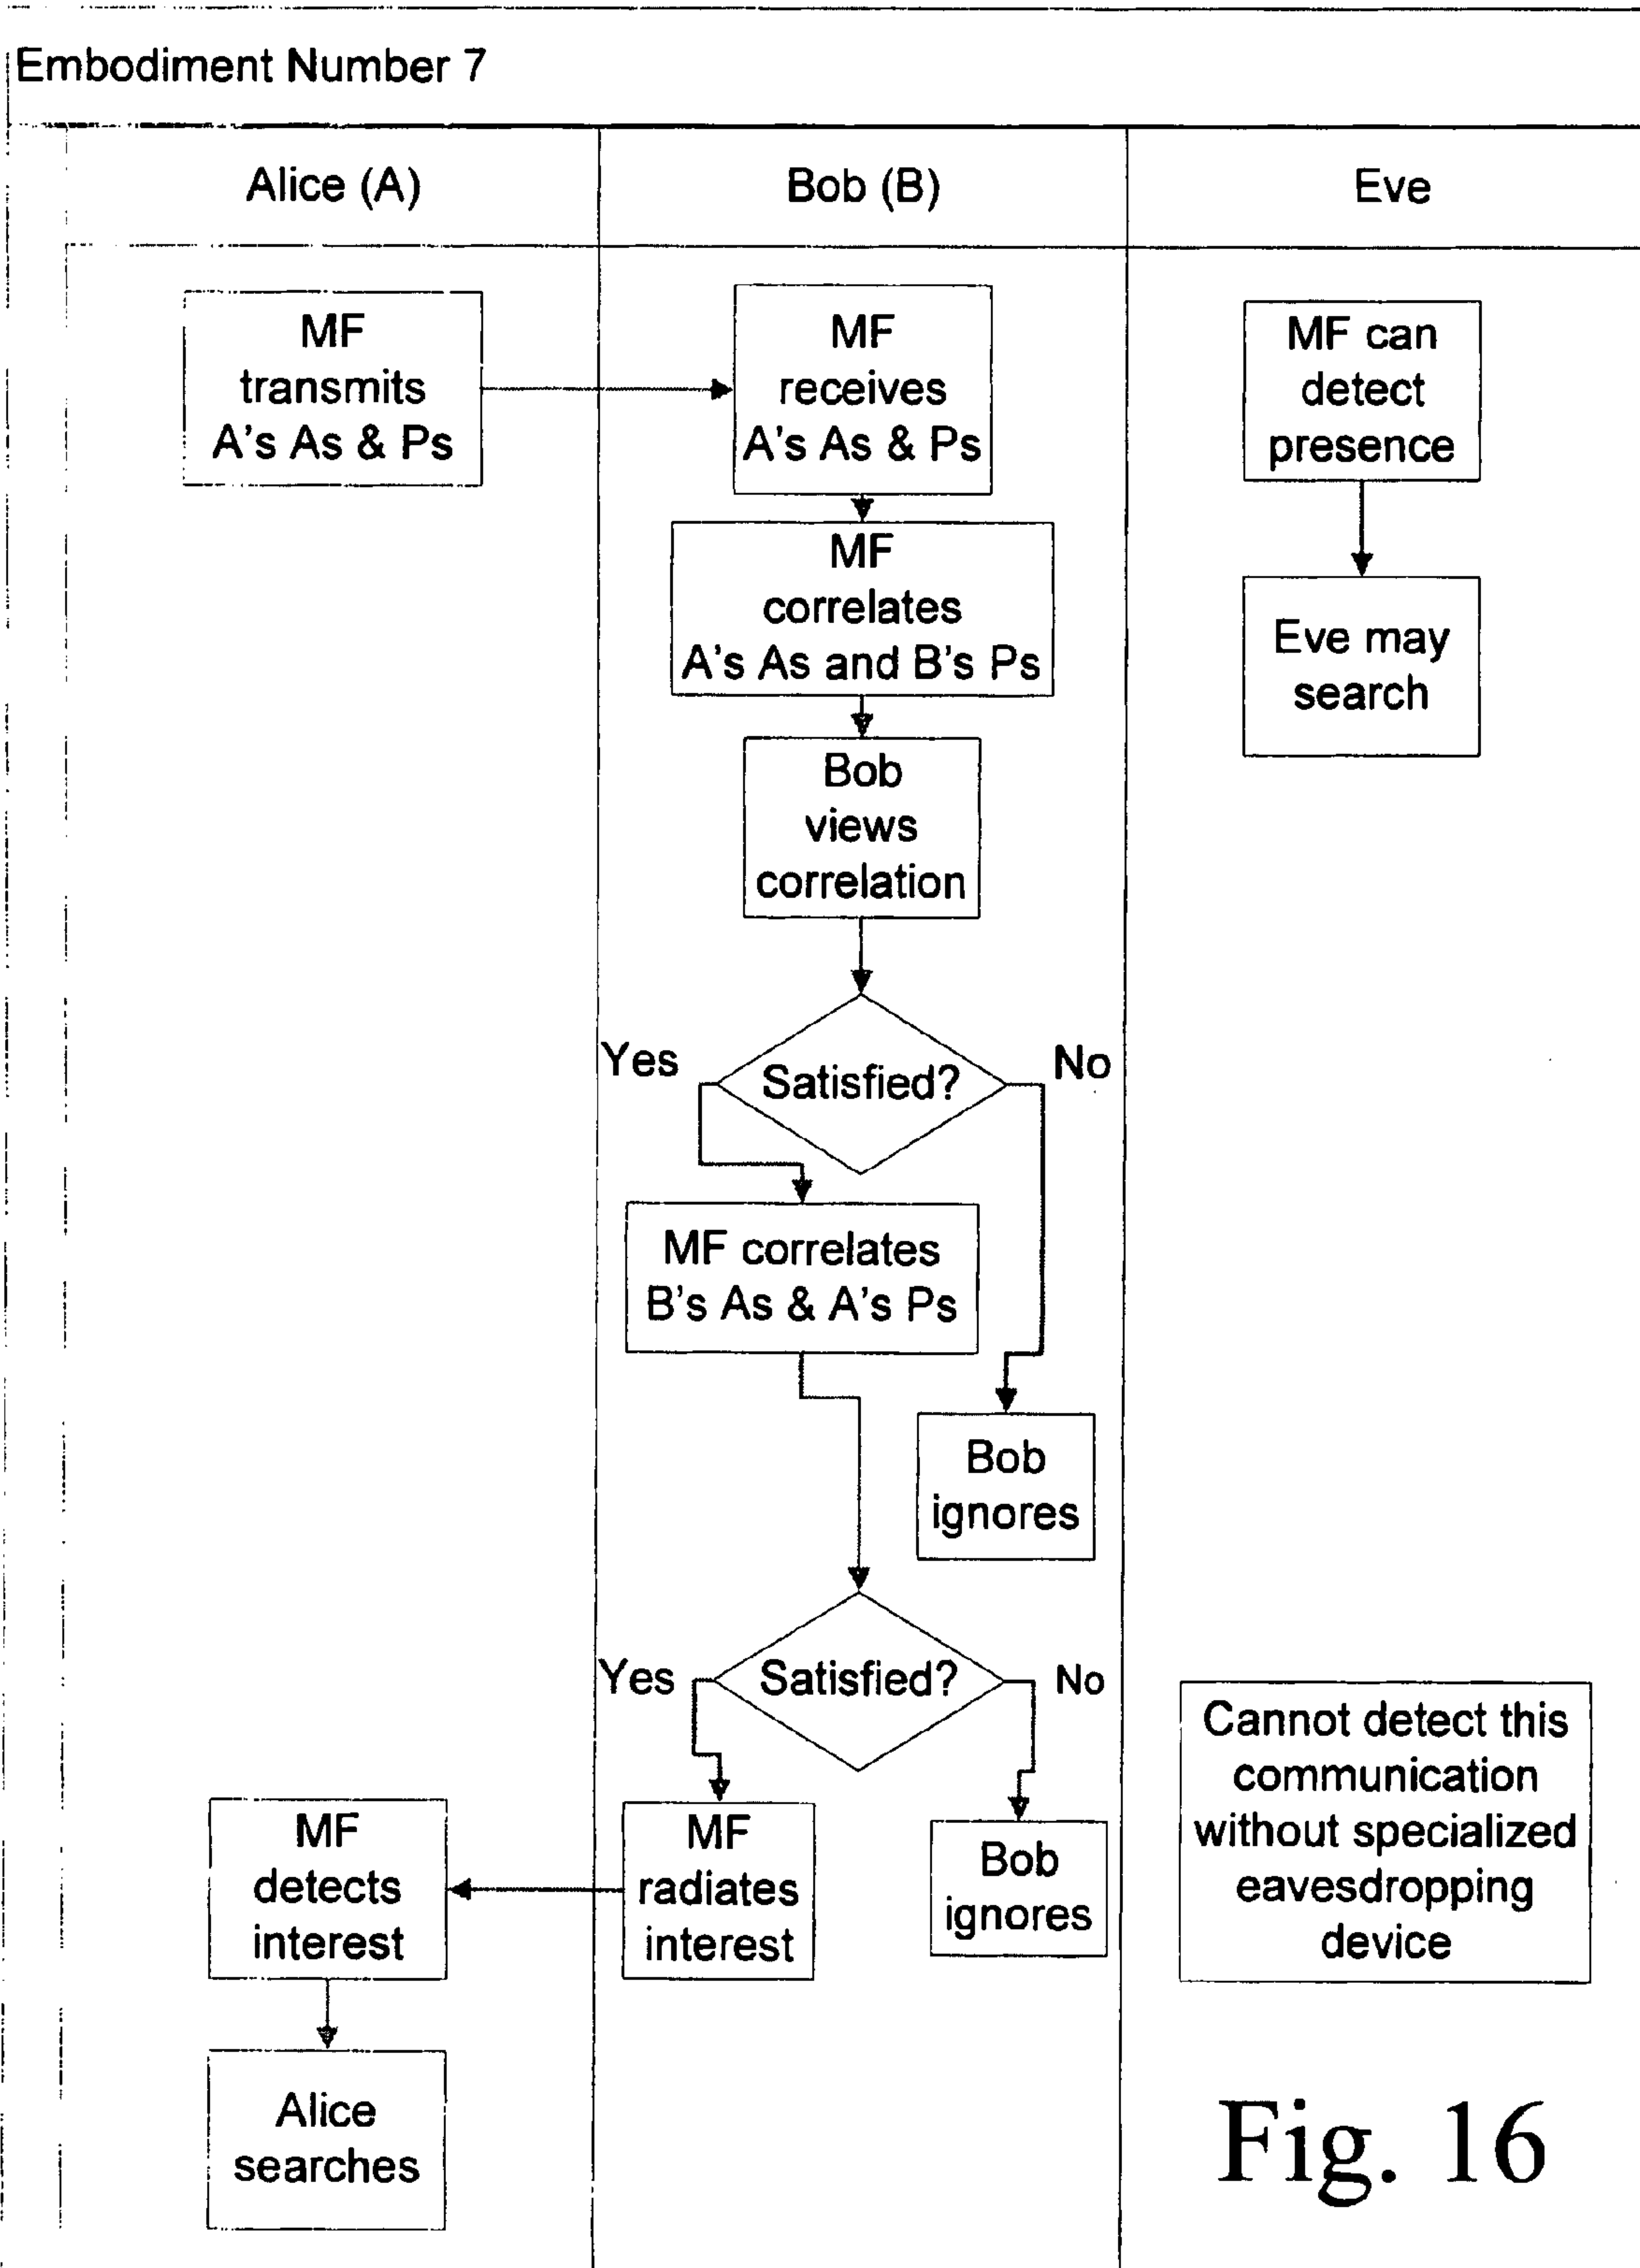 Embodiment Number 7
Alice (A)
Bob (B)
Eve
MF
transmits
A's As & Ps
MF
receives
A's As & Ps
MF can
detect
presence
MF
correlates
A's As and B's Ps
Eve may
search
Bob
views
correlation
Yes
Satisfied?
No
MF correlates
B's As & A's Ps
Bob
ignores
Yes
Satisfied?
No
Cannot detect this
communication
without specialized
eavesdropping
device
MF
detects
interest
MF
radiates
interest
Bob
ignores
Alice
searches
Fig. 16